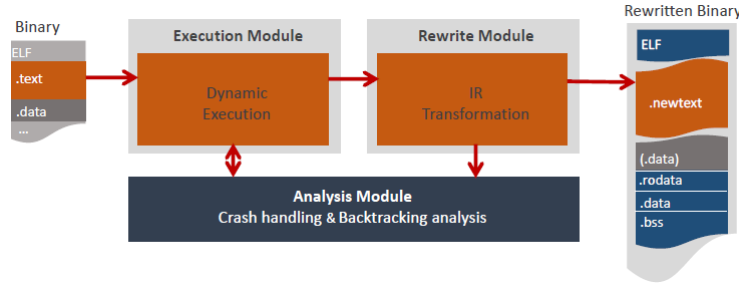 Binary
ELF
.text
.data
...
Execution Module
Dynamic
Execution
Rewrite Module
IR
Transformation
Analysis Module
Crash handling & Backtracking analysis
Rewritten Binary
ELF
.newtext
(.data)
.rodata
.data
.bss